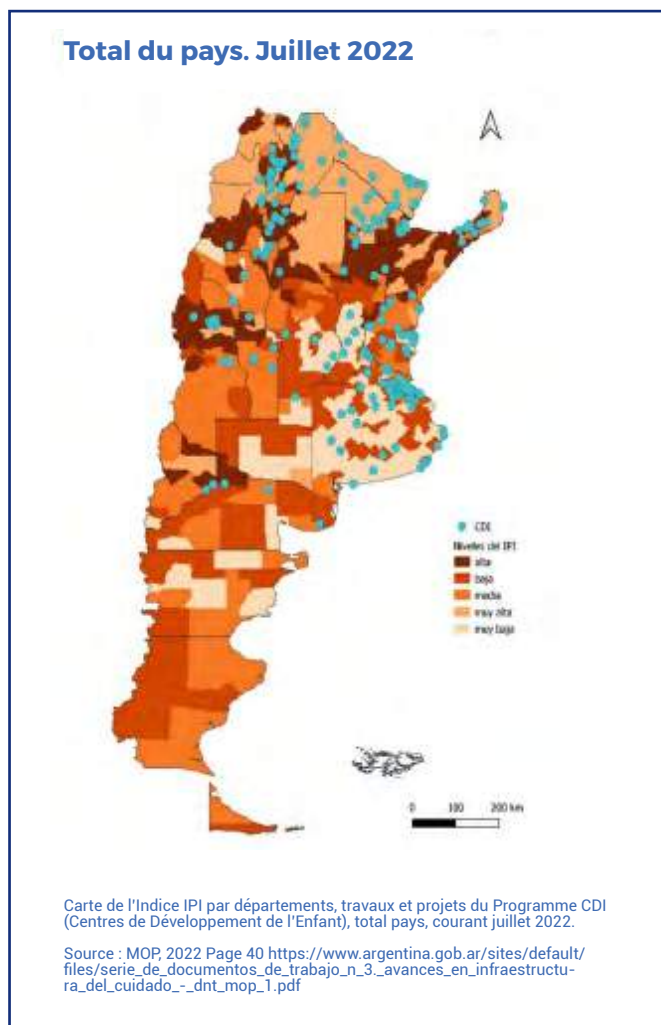 Total du pays. Juillet 2022
CDI
Niveles del IPI
alta
baja
media
muy alta
muy baja
0 100 200 km
Carte de l'Indice IPI par départements, travaux et projets du Programme CDI
(Centres de Développement de l'Enfant), total pays, courant juillet 2022.
Source : MOP, 2022 Page 40 https://www.argentina.gob.ar/sites/default/
files/serie_de_documentos_de_trabajo_n_3._avances_en_infraestructu-
ra_del_cuidado_-_dnt_mop_1.pdf